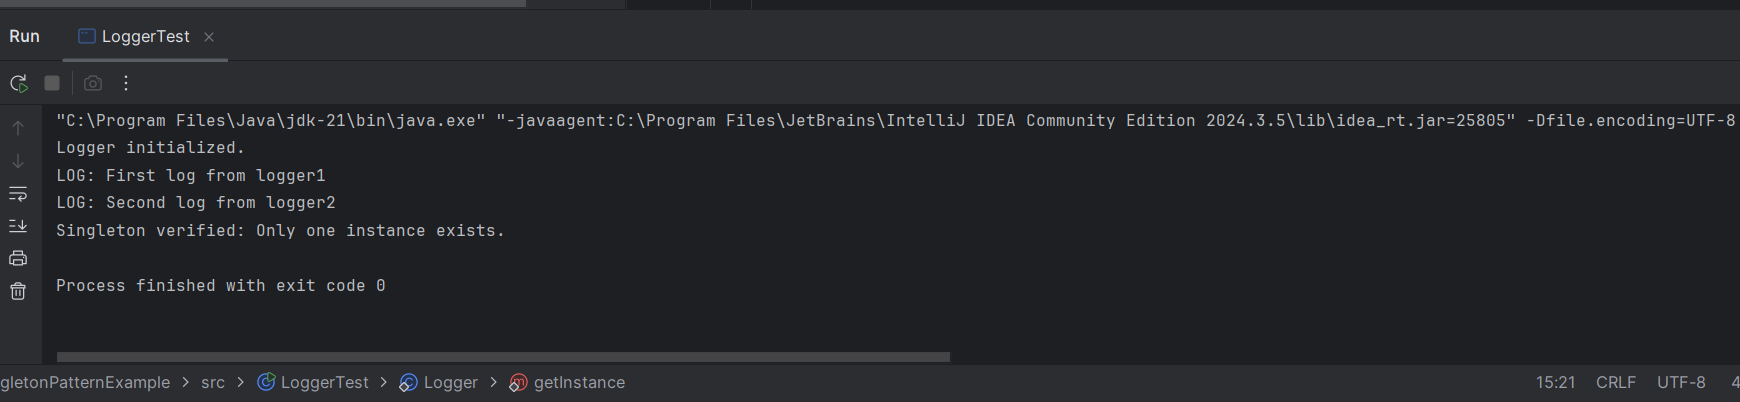 Run LoggerTest
"C:\Program Files\Java\jdk-21\bin\java.exe" "-javaagent:C:\Program Files\JetBrains\IntelliJ IDEA Community Edition 2024.3.5\lib\idea_rt.jar=25805" -Dfile.encoding=UTF-8
Logger initialized.
LOG: First log from logger1
LOG: Second log from logger2
Singleton verified: Only one instance exists.
Process finished with exit code 0
gletonPatternExample > src > LoggerTest > Logger > getInstance 15:21 CRLF UTF-8 4